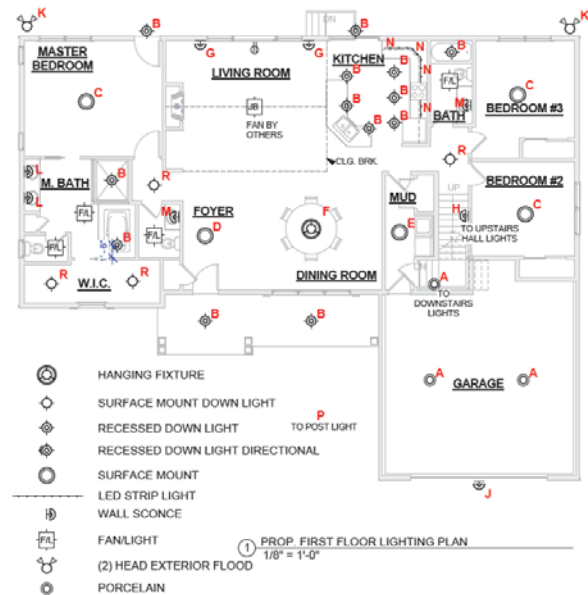 K
B
DN
B
K
MASTER
BEDROOM
G
G
LIVING ROOM
KITCHEN
N
N
N
N
B
B
B
B
B
B
B
F/L
M
BATH
C
BEDROOM #3
C
JB
FAN BY
OTHERS
CLG. BRK.
R
L
L
M. BATH
B
R
F/L
F/L
M
F/L
B
FOYER
D
F
MUD
E
UP
H
TO UPSTAIRS
HALL LIGHTS
BEDROOM #2
C
R
R
W.I.C.
DINING ROOM
DN
A
TO
DOWNSTAIRS
LIGHTS
B
B
A
A
GARAGE
J
HANGING FIXTURE
SURFACE MOUNT DOWN LIGHT
RECESSED DOWN LIGHT
P
TO POST LIGHT
RECESSED DOWN LIGHT DIRECTIONAL
SURFACE MOUNT
LED STRIP LIGHT
WALL SCONCE
F/L
FAN/LIGHT
(2) HEAD EXTERIOR FLOOD
PORCELAIN
1 PROP. FIRST FLOOR LIGHTING PLAN
1/8" = 1'-0"